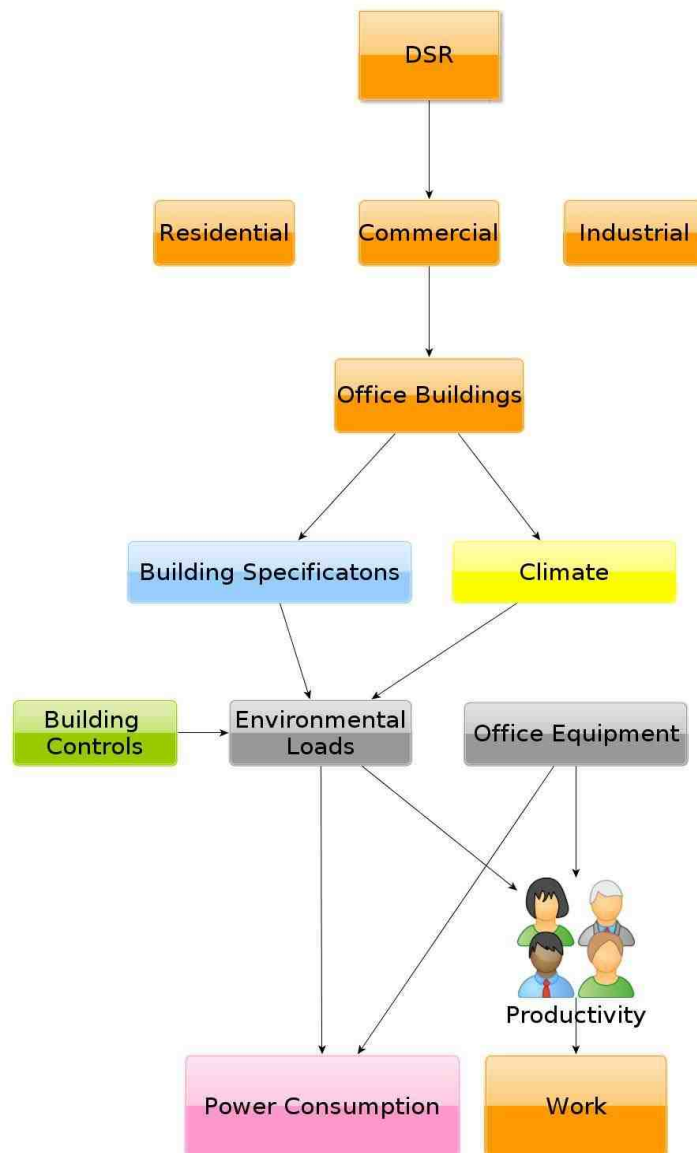 DSR
Residential
Commercial
Industrial
Office Buildings
Building Specificatons
Climate
Building
Controls
Environmental
Loads
Office Equipment
Productivity
Power Consumption
Work